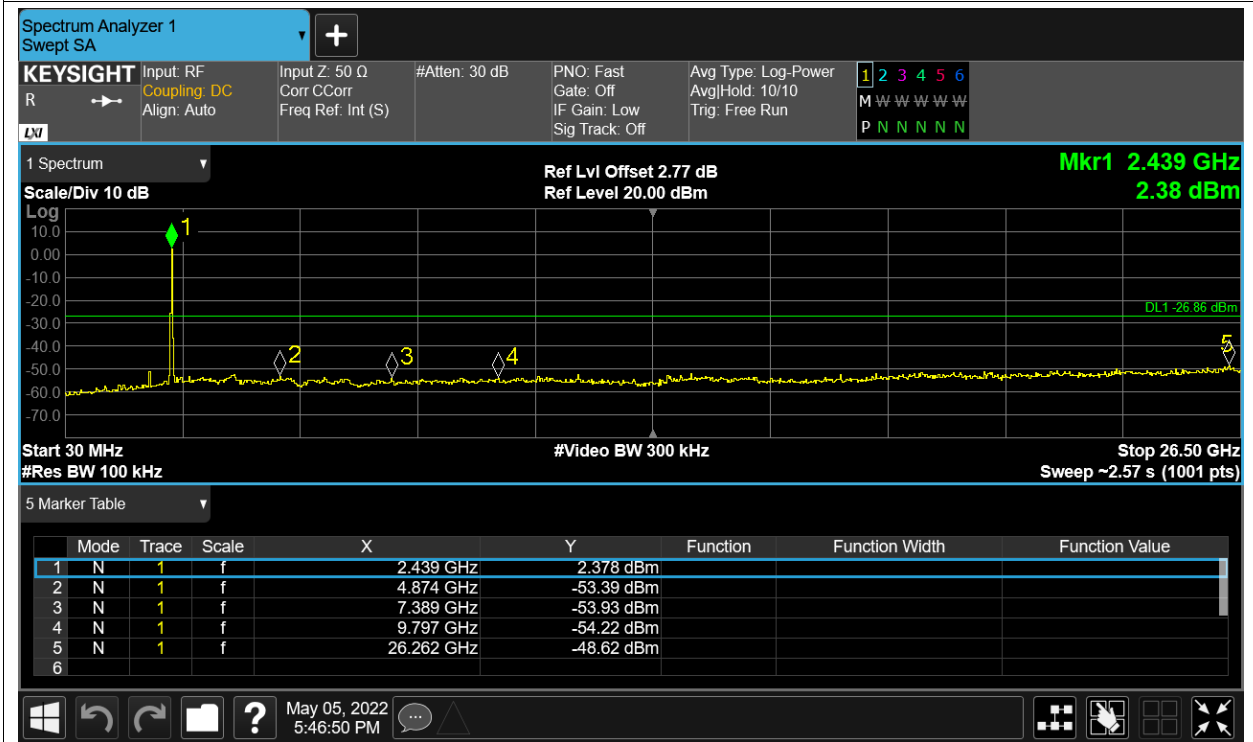 Spectrum Analyzer 1
Swept SA
+
KEYSIGHT
R
LXI
Input: RF
Coupling: DC
Align: Auto
Input Z: 50 Ω
Corr CCorr
Freq Ref: Int (S)
#Atten: 30 dB
PNO: Fast
Gate: Off
IF Gain: Low
Sig Track: Off
Avg Type: Log-Power
Avg|Hold: 10/10
Trig: Free Run
1 2 3 4 5 6
M W W W W W
P N N N N N
1 Spectrum
Scale/Div 10 dB
Ref Lvl Offset 2.77 dB
Ref Level 20.00 dBm
Mkr1 2.439 GHz
2.38 dBm
Log
10.0
0.00
-10.0
-20.0
-30.0
-40.0
-50.0
-60.0
-70.0
1
2
3
4
5
DL1 -26.86 dBm
Start 30 MHz #Video BW 300 kHz Stop 26.50 GHz
#Res BW 100 kHz Sweep ~2.57 s (1001 pts)
5 Marker Table
Mode Trace Scale X Y Function Function Width Function Value
1 N 1 f 2.439 GHz 2.378 dBm
2 N 1 f 4.874 GHz -53.39 dBm
3 N 1 f 7.389 GHz -53.93 dBm
4 N 1 f 9.797 GHz -54.22 dBm
5 N 1 f 26.262 GHz -48.62 dBm
6
?
May 05, 2022
5:46:50 PM